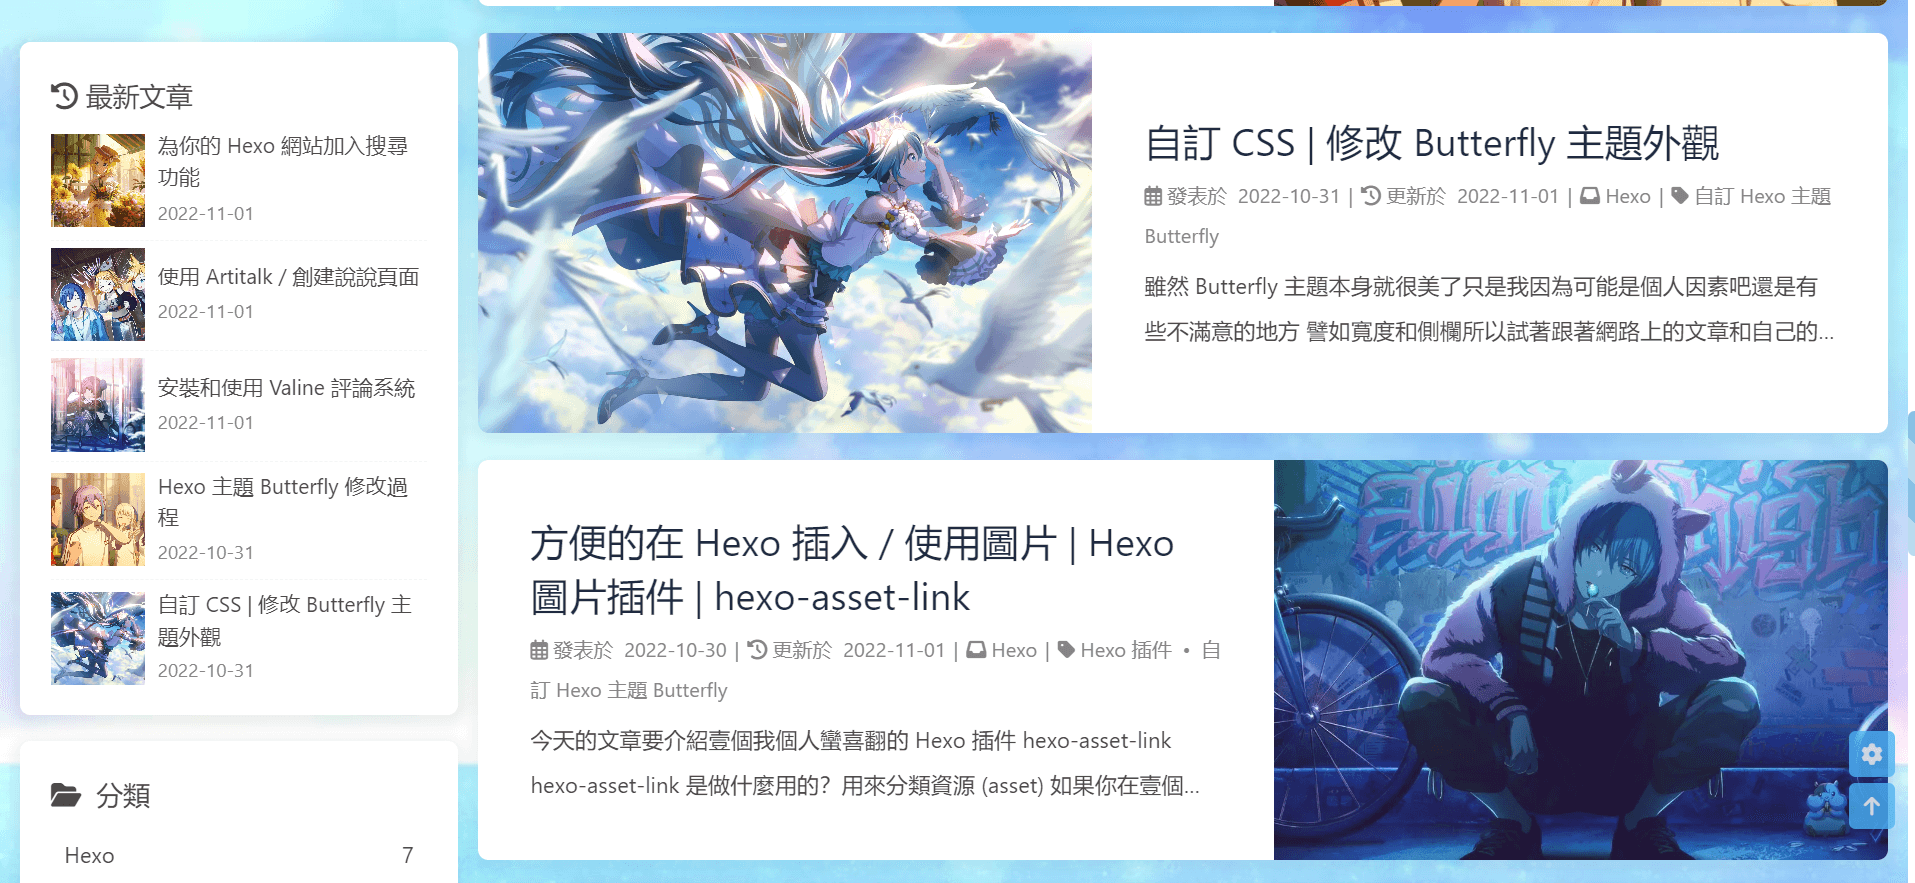 最新文章
為你的 Hexo 網站加入搜尋
功能
2022-11-01
使用 Artitalk / 創建說說頁面
2022-11-01
安裝和使用 Valine 評論系統
2022-11-01
Hexo 主題 Butterfly 修改過
程
2022-10-31
自訂 CSS | 修改 Butterfly 主
題外觀
2022-10-31
分類
Hexo 7
自訂 CSS | 修改 Butterfly 主題外觀
發表於 2022-10-31 | 更新於 2022-11-01 | Hexo | 自訂 Hexo 主題
Butterfly
雖然 Butterfly 主題本身就很美了只是我因為可能是個人因素吧還是有
些不滿意的地方 譬如寬度和側欄所以試著跟著網路上的文章和自己的...
方便的在 Hexo 插入 / 使用圖片 | Hexo
圖片插件 | hexo-asset-link
發表於 2022-10-30 | 更新於 2022-11-01 | Hexo | Hexo 插件 • 自
訂 Hexo 主題 Butterfly
今天的文章要介紹壹個我個人蠻喜翻的 Hexo 插件 hexo-asset-link
hexo-asset-link 是做什麼用的？用來分類資源 (asset) 如果你在壹個...